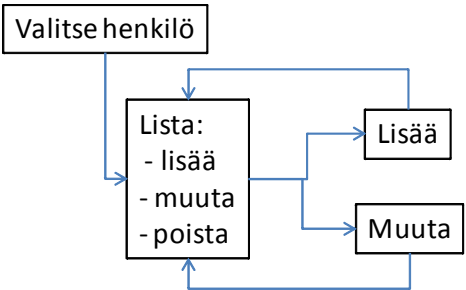 Valitse henkilö
Lista:
- lisää
- muuta
- poista
Lisää
Muuta